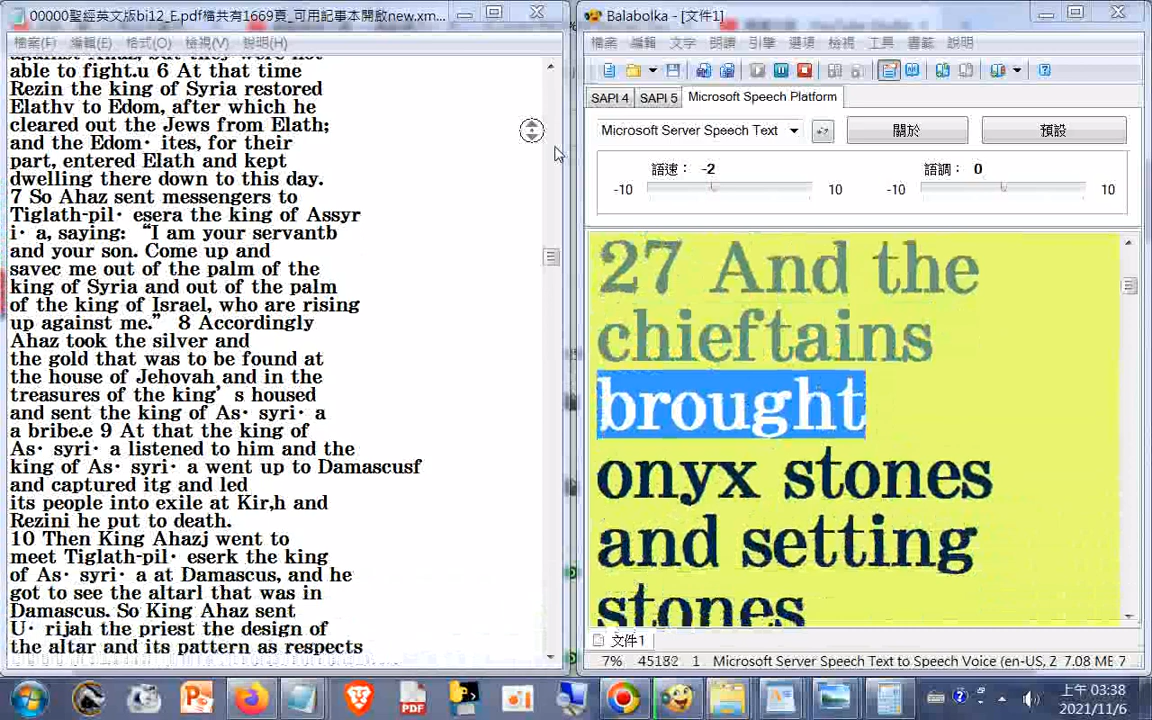 00000聖經英文版bi12_E.pdf檔共有1669頁_可用記事本開啟new.xm...
檔案(F) 編輯(E) 格式(O) 檢視(V) 說明(H)
able to fight.u 6 At that time
Rezin the king of Syria restored
Elathv to Edom, after which he
cleared out the Jews from Elath;
and the Edom· ites, for their
part, entered Elath and kept
dwelling there down to this day.
7 So Ahaz sent messengers to
Tiglath-pil· esera the king of Assyr
i· a, saying: “I am your servantb
and your son. Come up and
savec me out of the palm of the
king of Syria and out of the palm
of the king of Israel, who are rising
up against me.” 8 Accordingly
Ahaz took the silver and
the gold that was to be found at
the house of Jehovah and in the
treasures of the king’ s housed
and sent the king of As· syri· a
a bribe.e 9 At that the king of
As· syri· a listened to him and the
king of As· syri· a went up to Damascusf
and captured itg and led
its people into exile at Kir,h and
Rezini he put to death.
10 Then King Ahazj went to
meet Tiglath-pil· eserk the king
of As· syri· a at Damascus, and he
got to see the altarl that was in
Damascus. So King Ahaz sent
U· rijah the priest the design of
the altar and its pattern as respects
Balabolka - [文件1]
檔案 編輯 文字 朗讀 引擎 選項 檢視 工具 書籤 說明
SAPI 4 SAPI 5 Microsoft Speech Platform
Microsoft Server Speech Text 關於 預設
語速： -2 語調： 0
-10 10 -10 10
27 And the
chieftains
brought
onyx stones
and setting
stones
文件1
7% 45182 1 Microsoft Server Speech Text to Speech Voice (en-US, 2 7.08 ME 7
PDF
上午 03:38
2021/11/6